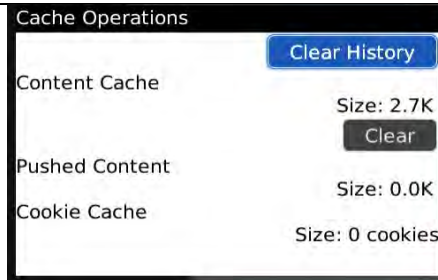 Cache Operations
Clear History
Content Cache
Size: 2.7K
Clear
Pushed Content
Size: 0.0K
Cookie Cache
Size: 0 cookies